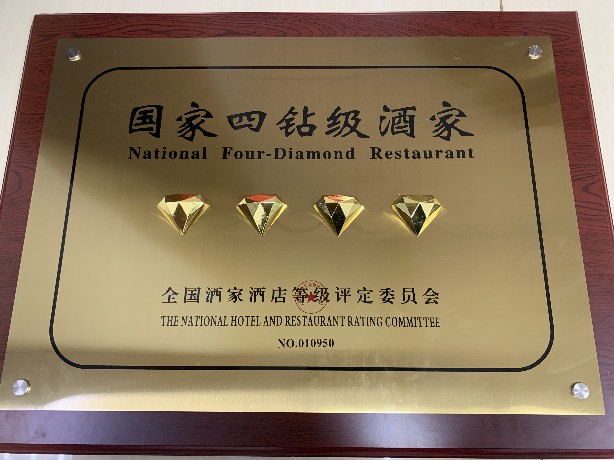 国家四钻级酒家
National Four-Diamond Restaurant
全国酒家酒店等级评定委员会
THE NATIONAL HOTEL AND RESTAURANT RATING COMMITTEE
NO.010950